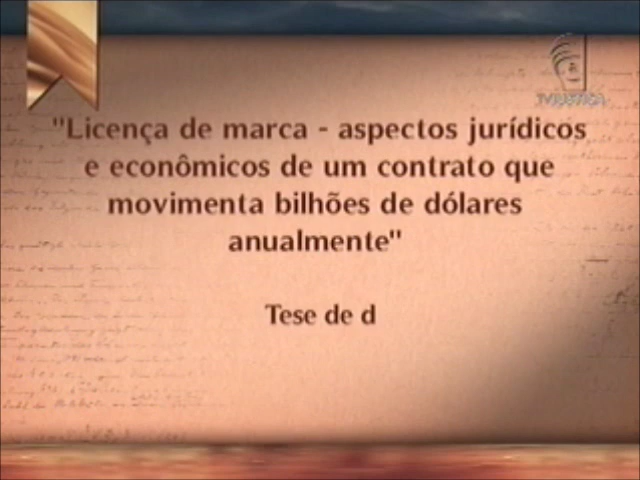 "Licença de marca - aspectos jurídicos
e econômicos de um contrato que
movimenta bilhões de dólares
anualmente"
Tese de d
TV JUSTIÇA